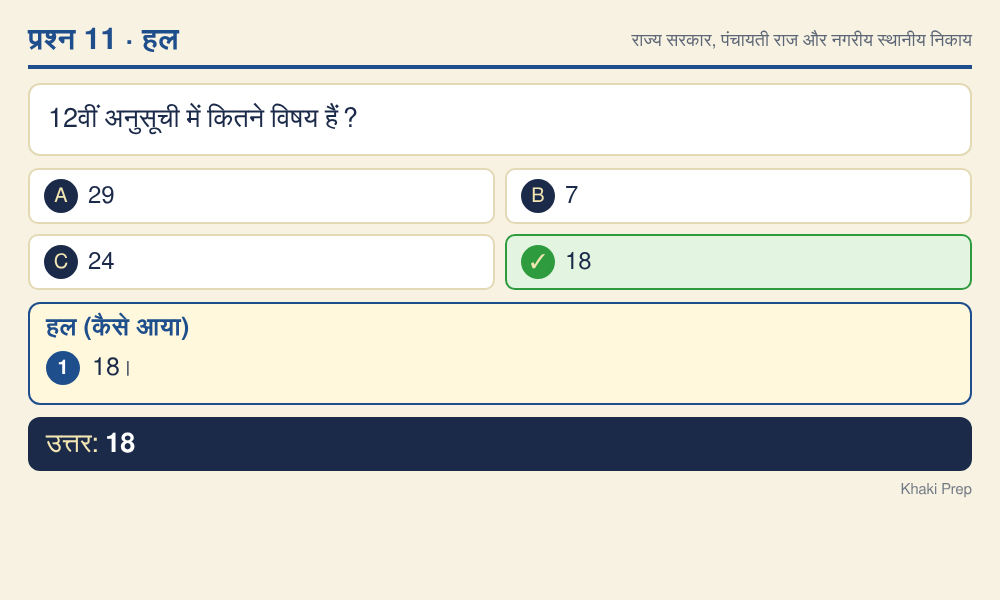 प्रश्न 11 · हल
राज्य सरकार, पंचायती राज और नगरीय स्थानीय निकाय
12वीं अनुसूची में कितने विषय हैं ?
A 29
B 7
C 24
✓ 18
हल (कैसे आया)
1 18।
उत्तर: 18
Khaki Prep